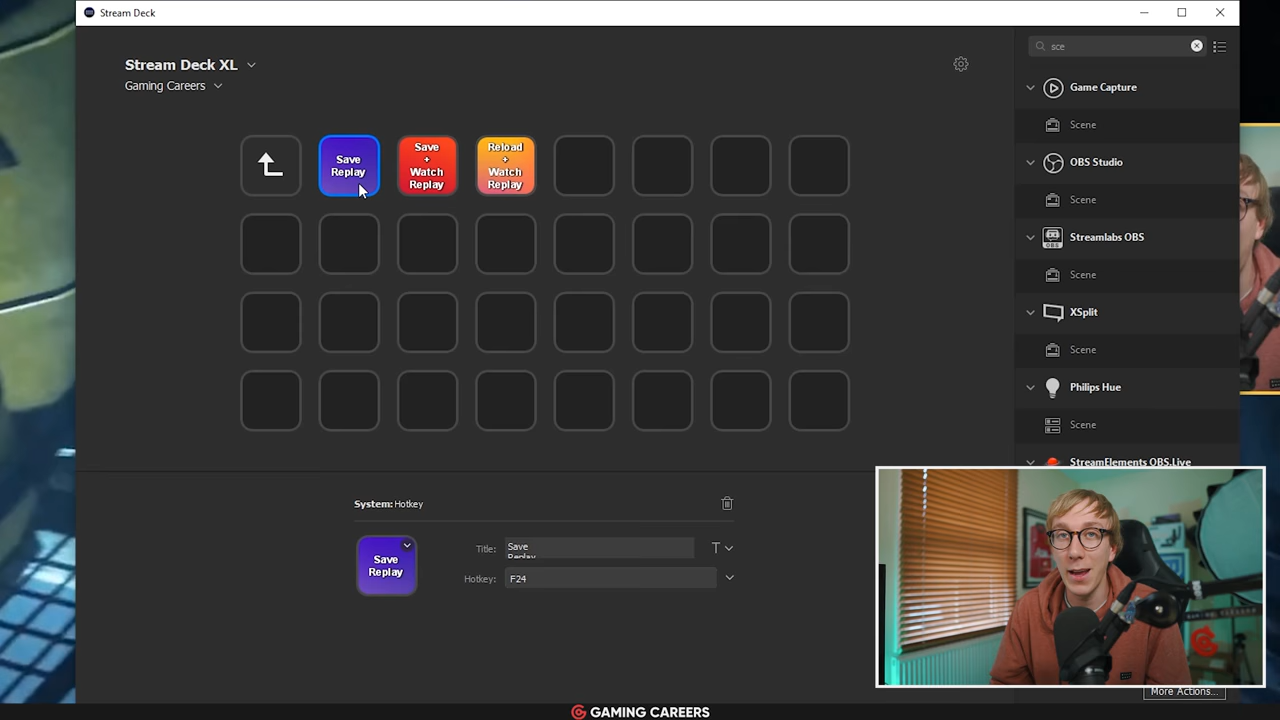 Stream Deck
Stream Deck XL
Gaming Careers
Save
Replay
Save
+
Watch
Replay
Reload
+
Watch
Replay
sce
Game Capture
Scene
OBS Studio
Scene
OBS
Streamlabs OBS
Scene
XSplit
Scene
Philips Hue
Scene
StreamElements OBS.Live
More Actions...
System: Hotkey
Save
Replay
Title:
Save
Replay
T
Hotkey:
F24
GAMING CAREERS